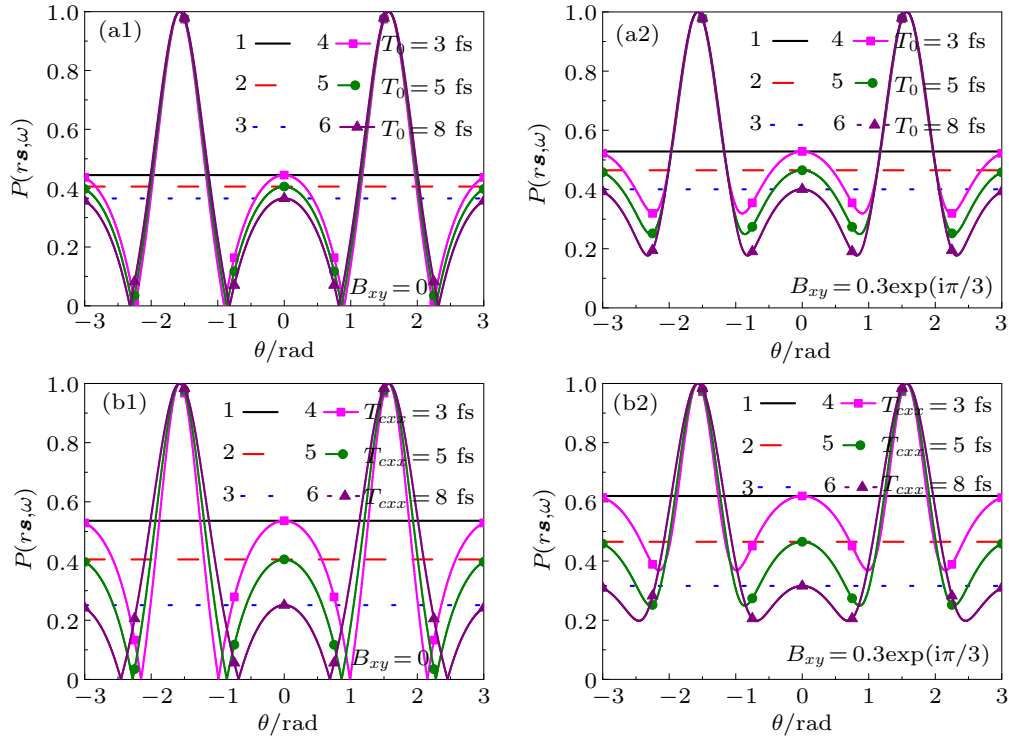 (a1)
1 4 T0 = 3 fs
2 5 T0 = 5 fs
3 6 T0 = 8 fs
Bxy = 0
P(rs,ω)
1.0
0.8
0.6
0.4
0.2
0
−3 −2 −1 0 1 2 3
θ/rad
(a2)
1 4 T0 = 3 fs
2 5 T0 = 5 fs
3 6 T0 = 8 fs
Bxy = 0.3exp(iπ/3)
P(rs,ω)
1.0
0.8
0.6
0.4
0.2
0
−3 −2 −1 0 1 2 3
θ/rad
(b1)
1 4 Tcxx = 3 fs
2 5 Tcxx = 5 fs
3 6 Tcxx = 8 fs
Bxy = 0
P(rs,ω)
1.0
0.8
0.6
0.4
0.2
0
−3 −2 −1 0 1 2 3
θ/rad
(b2)
1 4 Tcxx = 3 fs
2 5 Tcxx = 5 fs
3 6 Tcxx = 8 fs
Bxy = 0.3exp(iπ/3)
P(rs,ω)
1.0
0.8
0.6
0.4
0.2
0
−3 −2 −1 0 1 2 3
θ/rad